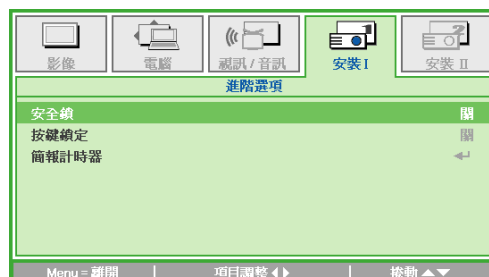 影像 電腦 視訊 / 音訊 安裝 I 安裝 II
進階選項
安全鎖 關
按鍵鎖定 關
簡報計時器
Menu = 離開 項目調整 捲動